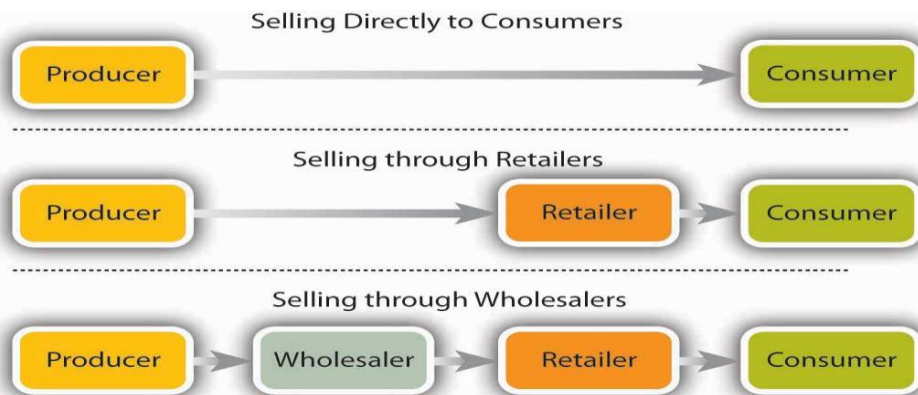 Selling Directly to Consumers
Producer Consumer
Selling through Retailers
Producer Retailer Consumer
Selling through Wholesalers
Producer Wholesaler Retailer Consumer